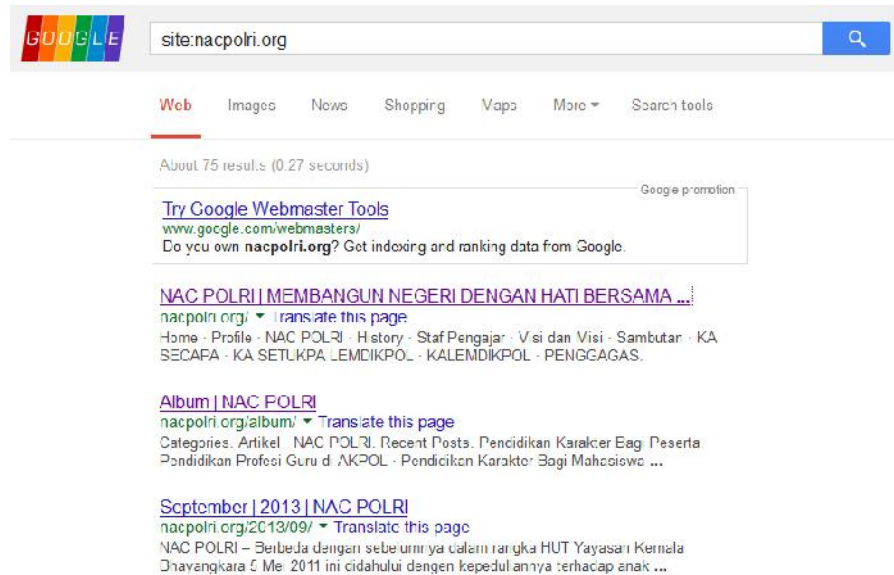 GOOGLE
site:nacpolri.org
Web Images News Shopping Maps More Search tools
About 75 results (0.27 seconds)
Google promotion
Try Google Webmaster Tools
www.google.com/webmasters/
Do you own nacpolri.org? Get indexing and ranking data from Google.
NAC POLRI | MEMBANGUN NEGERI DENGAN HATI BERSAMA ...
nacpolri.org/ Translate this page
Home - Profile - NAC POLRI - History - Staf Pengajar - Visi dan Misi - Sambutan - KA
SECAPA - KA SETUKPA LEMDIKPOL - KALEMDIKPOL - PENGGAGAS.
Album | NAC POLRI
nacpolri.org/album/ Translate this page
Categories. Artikel · NAC POLRI. Recent Posts. Pendidikan Karakter Bagi Peserta
Pendidikan Profesi Guru di AKPOL - Pendidikan Karakter Bagi Mahasiswa ...
September | 2013 | NAC POLRI
nacpolri.org/2013/09/ Translate this page
NAC POLRI – Berbeda dengan sebelumnya dalam rangka HUT Yayasan Kemala
Bhayangkara 5 Mei 2011 ini didahului dengen kepeduliannya terhadap anak ...